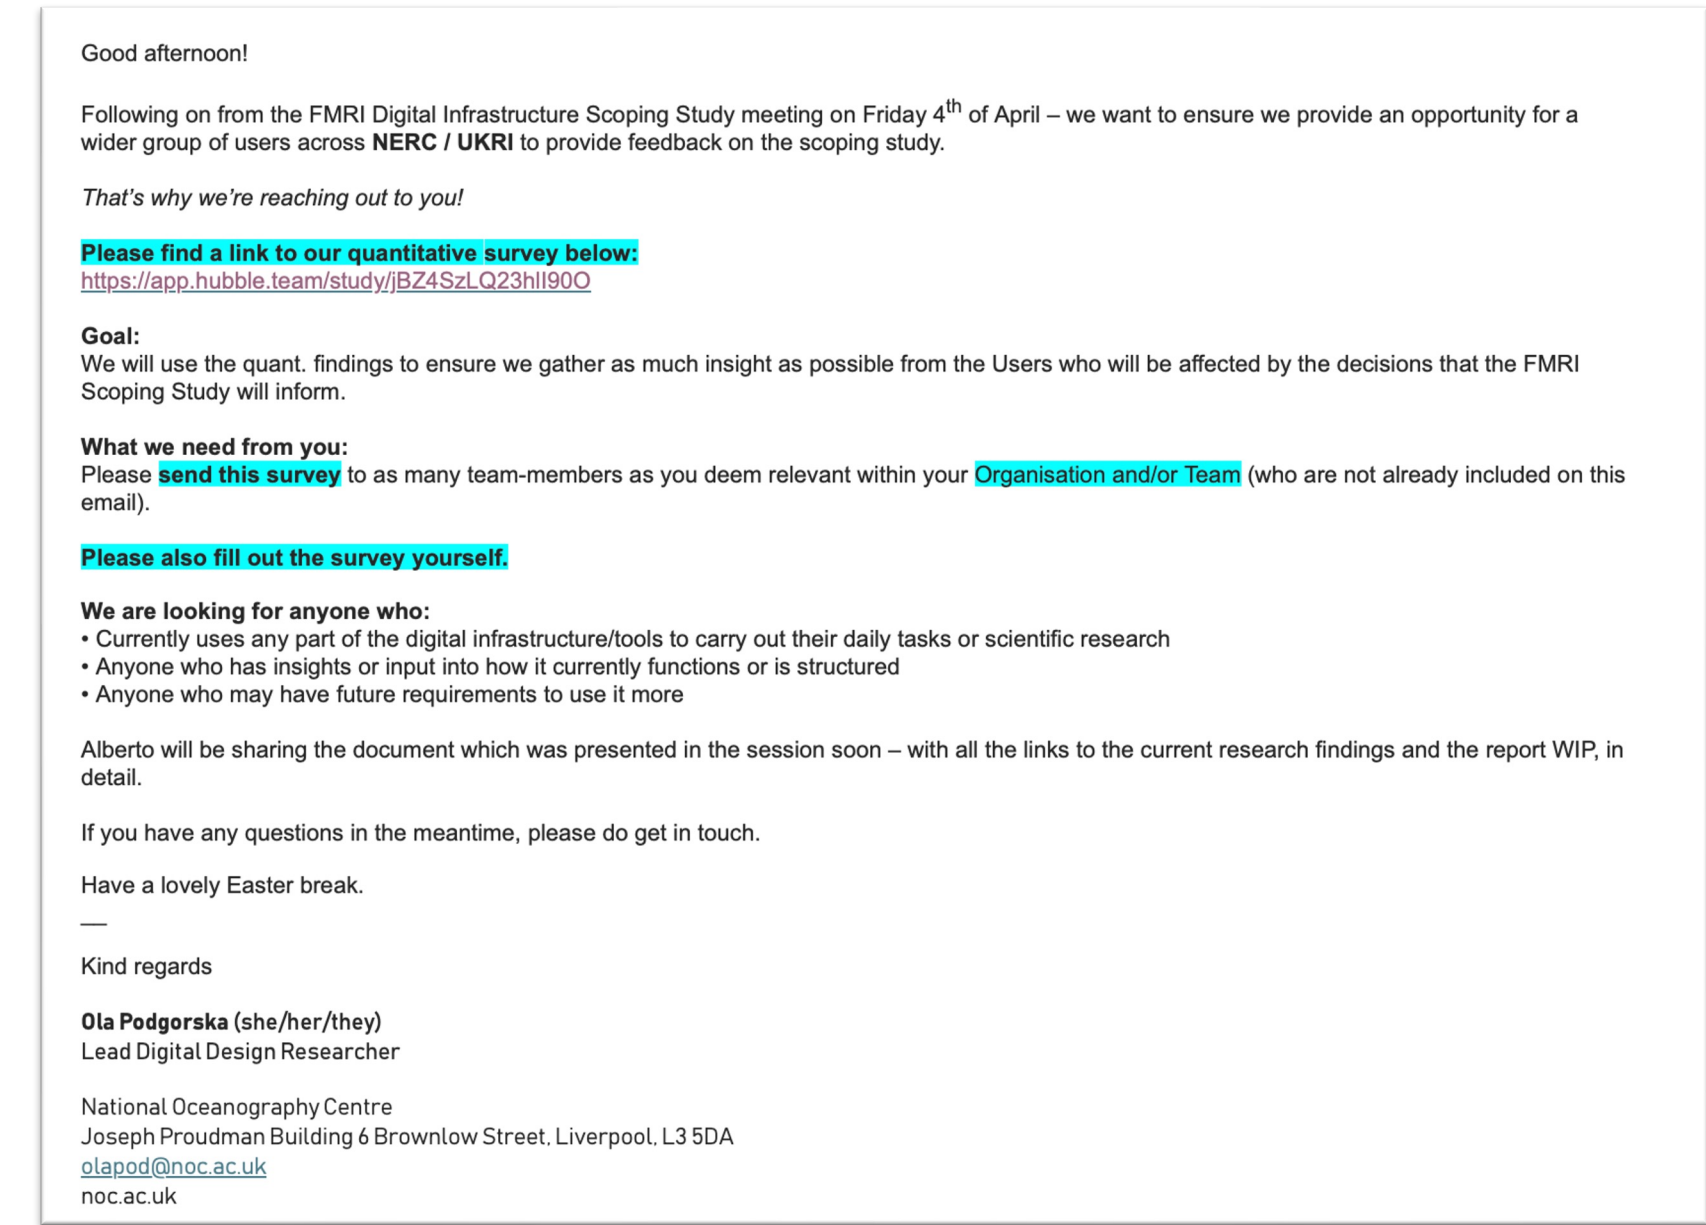 Good afternoon!
Following on from the FMRI Digital Infrastructure Scoping Study meeting on Friday 4th of April – we want to ensure we provide an opportunity for a
wider group of users across NERC / UKRI to provide feedback on the scoping study.
That’s why we’re reaching out to you!
Please find a link to our quantitative survey below:
https://app.hubble.team/study/jBZ4SzLQ23hlI90O
Goal:
We will use the quant. findings to ensure we gather as much insight as possible from the Users who will be affected by the decisions that the FMRI
Scoping Study will inform.
What we need from you:
Please send this survey to as many team-members as you deem relevant within your Organisation and/or Team (who are not already included on this
email).
Please also fill out the survey yourself.
We are looking for anyone who:
• Currently uses any part of the digital infrastructure/tools to carry out their daily tasks or scientific research
• Anyone who has insights or input into how it currently functions or is structured
• Anyone who may have future requirements to use it more
Alberto will be sharing the document which was presented in the session soon – with all the links to the current research findings and the report WIP, in
detail.
If you have any questions in the meantime, please do get in touch.
Have a lovely Easter break.
—
Kind regards
Ola Podgorska (she/her/they)
Lead Digital Design Researcher
National Oceanography Centre
Joseph Proudman Building 6 Brownlow Street, Liverpool, L3 5DA
olapod@noc.ac.uk
noc.ac.uk